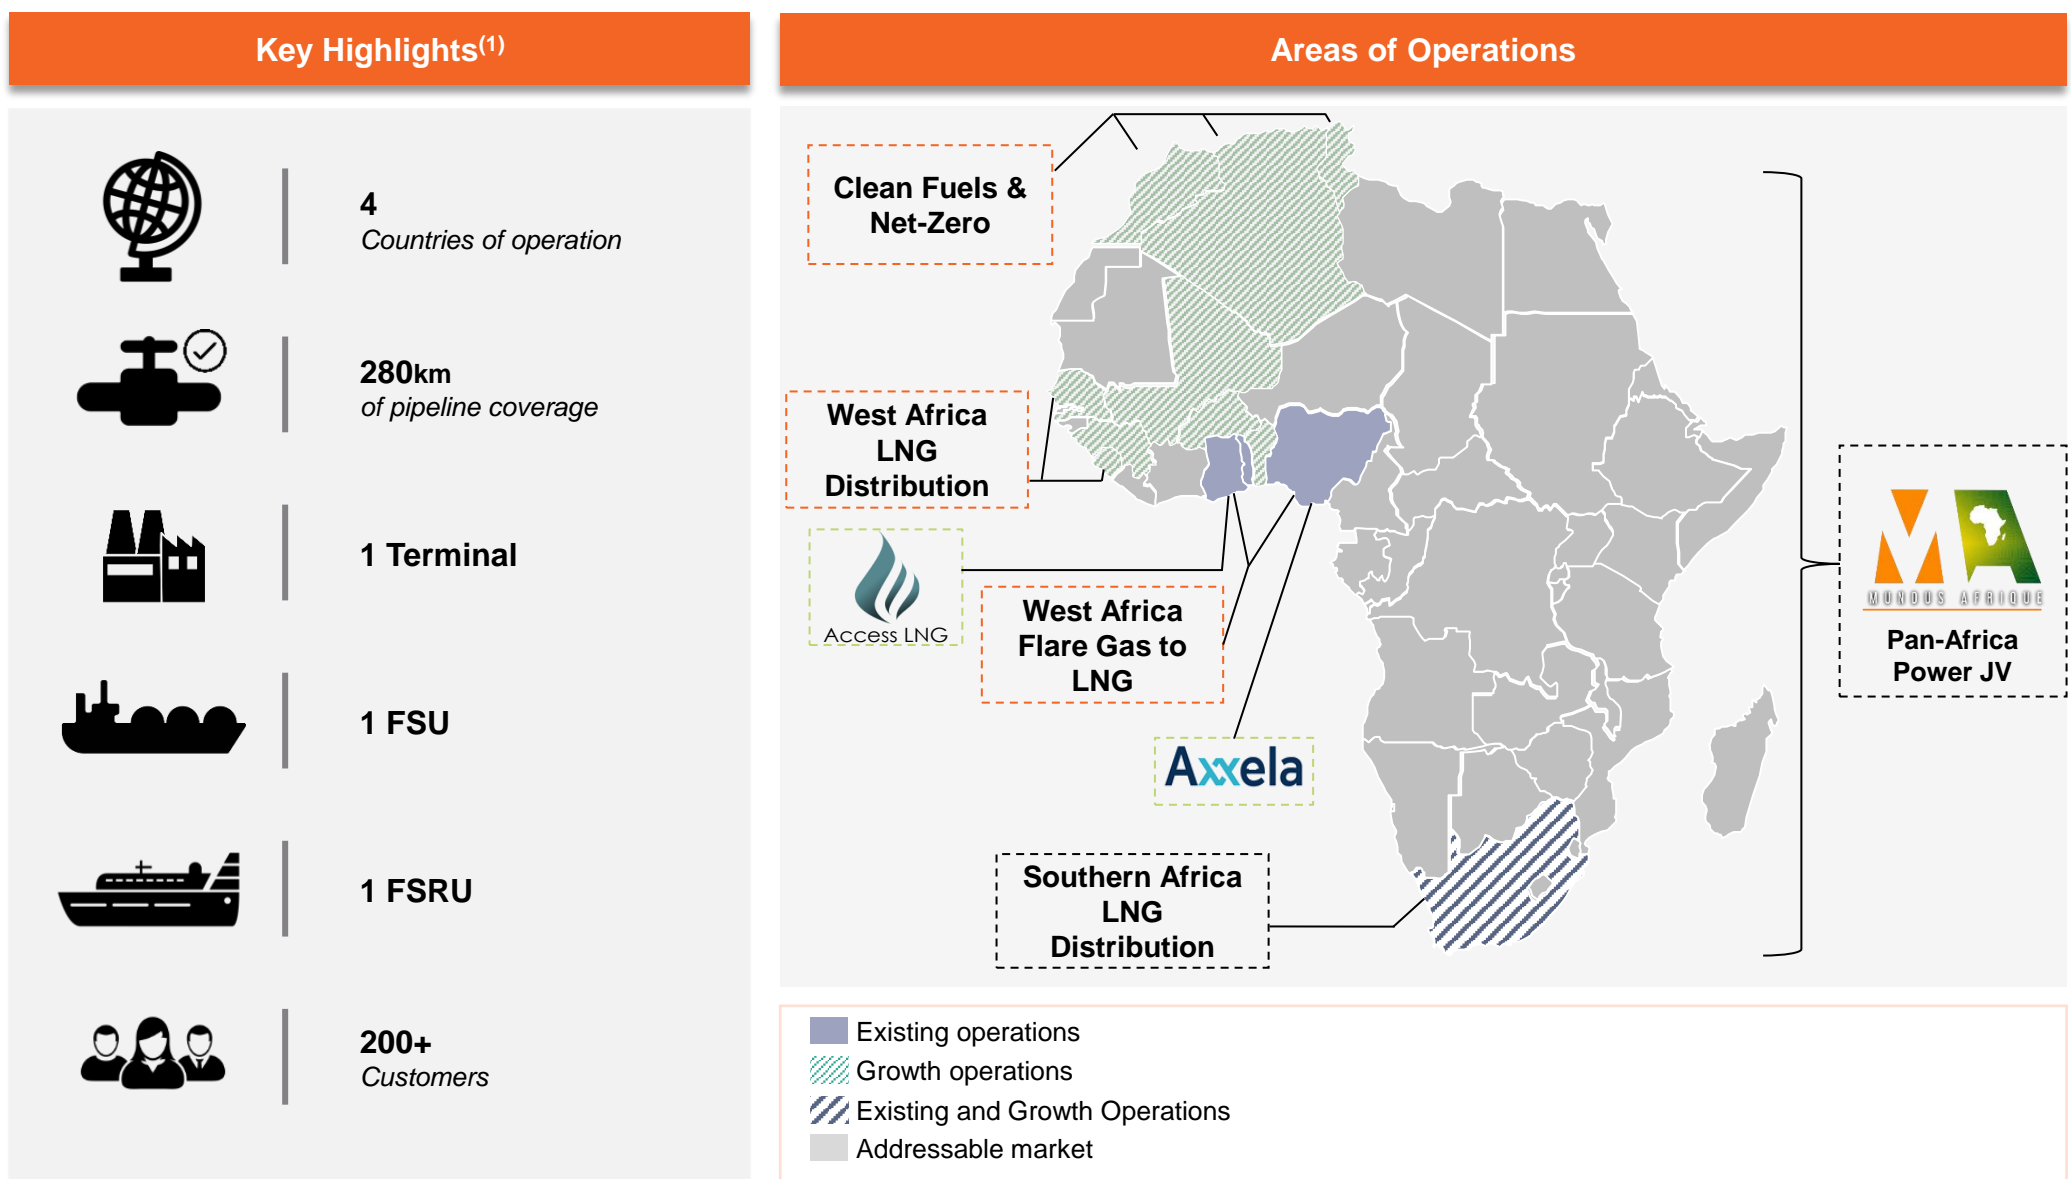 Key Highlights(1)
4
Countries of operation
280km
of pipeline coverage
1 Terminal
1 FSU
1 FSRU
200+
Customers
Areas of Operations
Clean Fuels &
Net-Zero
West Africa
LNG
Distribution
Access LNG
West Africa
Flare Gas to
LNG
Axxela
Southern Africa
LNG
Distribution
MA
MUNDUS AFRIQUE
Pan-Africa
Power JV
Existing operations
Growth operations
Existing and Growth Operations
Addressable market